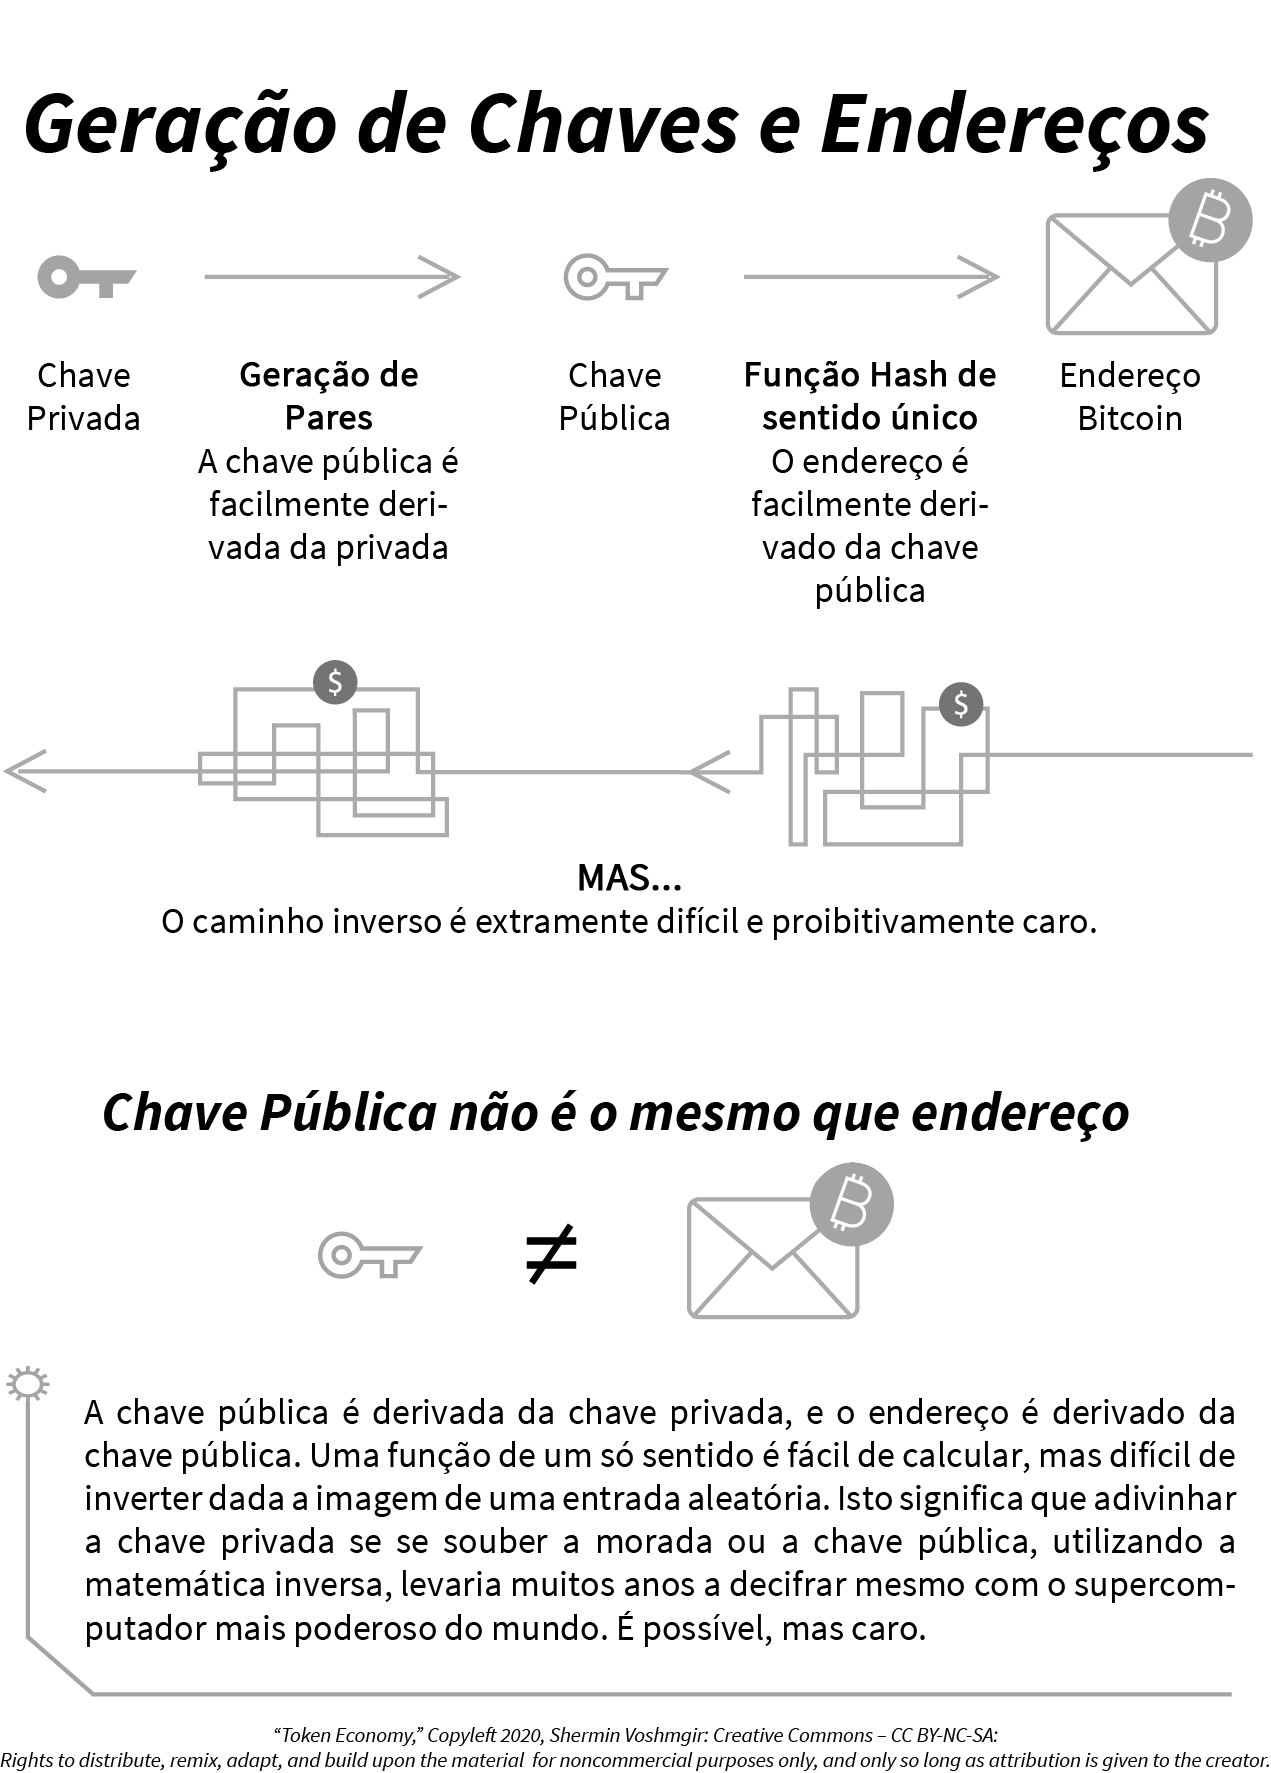 Geração de Chaves e Endereços
Chave
Privada
Geração de
Pares
A chave pública é
facilmente deri-
vada da privada
Chave
Pública
Função Hash de
sentido único
O endereço é
facilmente deri-
vado da chave
pública
Endereço
Bitcoin
$
$
MAS...
O caminho inverso é extramente difícil e proibitivamente caro.
Chave Pública não é o mesmo que endereço
≠
A chave pública é derivada da chave privada, e o endereço é derivado da
chave pública. Uma função de um só sentido é fácil de calcular, mas difícil de
inverter dada a imagem de uma entrada aleatória. Isto significa que adivinhar
a chave privada se se souber a morada ou a chave pública, utilizando a
matemática inversa, levaria muitos anos a decifrar mesmo com o supercom-
putador mais poderoso do mundo. É possível, mas caro.
“Token Economy,” Copyleft 2020, Shermin Voshmgir: Creative Commons – CC BY-NC-SA:
Rights to distribute, remix, adapt, and build upon the material for noncommercial purposes only, and only so long as attribution is given to the creator.